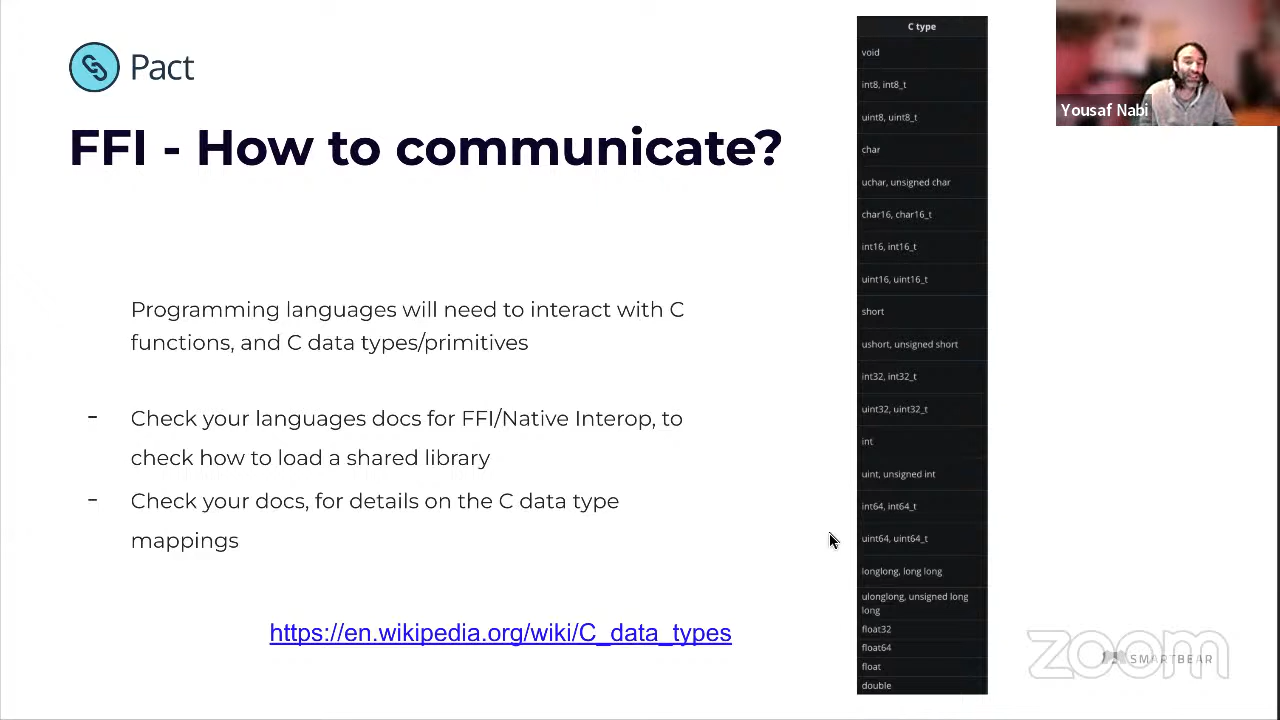 Pact
FFI - How to communicate?
Programming languages will need to interact with C
functions, and C data types/primitives
- Check your languages docs for FFI/Native Interop, to
check how to load a shared library
- Check your docs, for details on the C data type
mappings
https://en.wikipedia.org/wiki/C_data_types
C type
void
int8, int8_t
uint8, uint8_t
char
uchar, unsigned char
char16, char16_t
int16, int16_t
uint16, uint16_t
short
ushort, unsigned short
int32, int32_t
uint32, uint32_t
int
uint, unsigned int
int64, int64_t
uint64, uint64_t
longlong, long long
ulonglong, unsigned long
long
float32
float64
float
double
Yousaf Nabi
zoom
SMARTBEAR